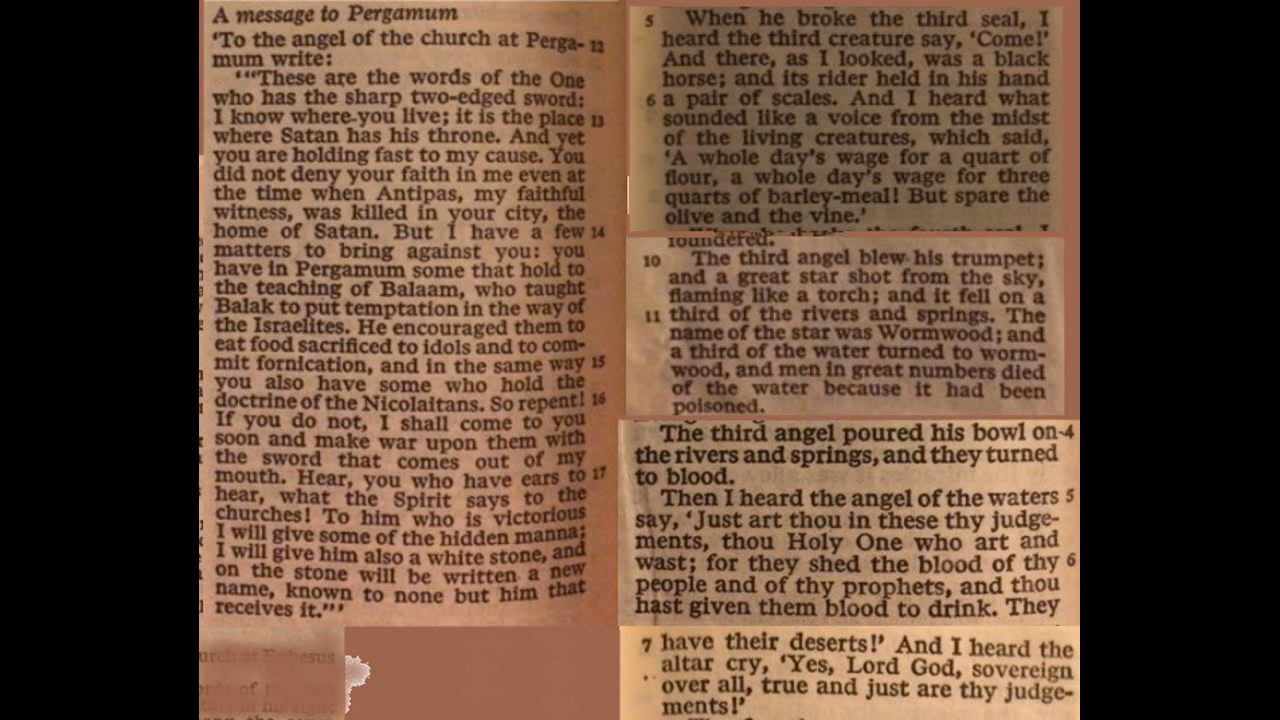 A message to Pergamum
‘To the angel of the church at Perga- 12
mum write:
‘“These are the words of the One
who has the sharp two-edged sword:
I know where you live; it is the place 13
where Satan has his throne. And yet
you are holding fast to my cause. You
did not deny your faith in me even at
the time when Antipas, my faithful
witness, was killed in your city, the
home of Satan. But I have a few 14
matters to bring against you: you
have in Pergamum some that hold to
the teaching of Balaam, who taught
Balak to put temptation in the way of
the Israelites. He encouraged them to
eat food sacrificed to idols and to com-
mit fornication, and in the same way 15
you also have some who hold the
doctrine of the Nicolaitans. So repent! 16
If you do not, I shall come to you
soon and make war upon them with
the sword that comes out of my
mouth. Hear, you who have ears to 17
hear, what the Spirit says to the
churches! To him who is victorious
I will give some of the hidden manna;
I will give him also a white stone, and
on the stone will be written a new
name, known to none but him that
receives it.”’
5 When he broke the third seal, I
heard the third creature say, ‘Come!’
And there, as I looked, was a black
horse; and its rider held in his hand
6 a pair of scales. And I heard what
sounded like a voice from the midst
of the living creatures, which said,
‘A whole day’s wage for a quart of
flour, a whole day’s wage for three
quarts of barley-meal! But spare the
olive and the vine.’
foundered.
10 The third angel blew his trumpet;
and a great star shot from the sky,
flaming like a torch; and it fell on a
11 third of the rivers and springs. The
name of the star was Wormwood; and
a third of the water turned to worm-
wood, and men in great numbers died
of the water because it had been
poisoned.
The third angel poured his bowl on 4
the rivers and springs, and they turned
to blood.
Then I heard the angel of the waters 5
say, ‘Just art thou in these thy judge-
ments, thou Holy One who art and
wast; for they shed the blood of thy 6
people and of thy prophets, and thou
hast given them blood to drink. They
7 have their deserts!’ And I heard the
altar cry, ‘Yes, Lord God, sovereign
over all, true and just are thy judge-
ments!’